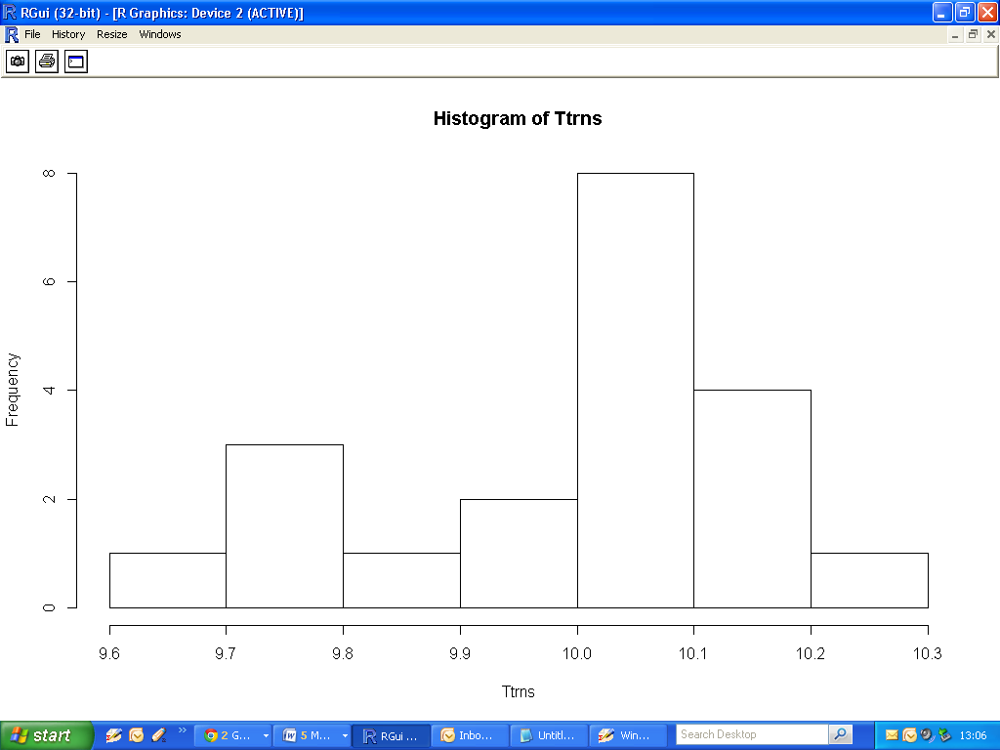 RGui (32-bit) - [R Graphics: Device 2 (ACTIVE)]
File History Resize Windows
Histogram of Ttrns
Frequency
8
6
4
2
0
9.6 9.7 9.8 9.9 10.0 10.1 10.2 10.3
Ttrns
start 2 G... 5 M... RGui ... Inbo... Untitl... Win... Search Desktop 13:06